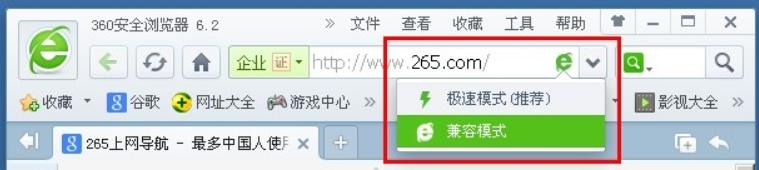 360安全浏览器 6.2 » 文件 查看 收藏 工具 帮助
企业 证 http://www.265.com/
极速模式(推荐)
兼容模式
收藏 谷歌 网址大全 游戏中心 » » 影视大全 »
265上网导航 - 最多中国人使用